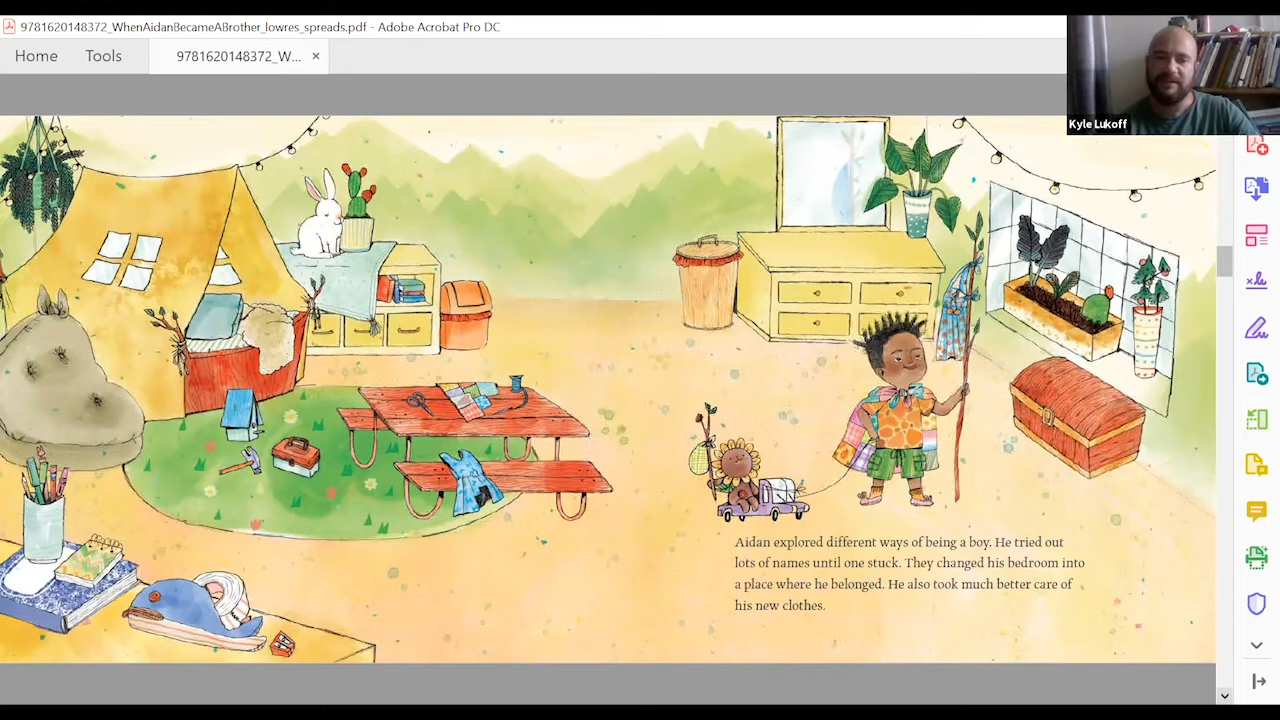 9781620148372_WhenAidanBecameABrother_lowres_spreads.pdf - Adobe Acrobat Pro DC
Home Tools 9781620148372_W... ×
Kyle Lukoff
Aidan explored different ways of being a boy. He tried out
lots of names until one stuck. They changed his bedroom into
a place where he belonged. He also took much better care of
his new clothes.